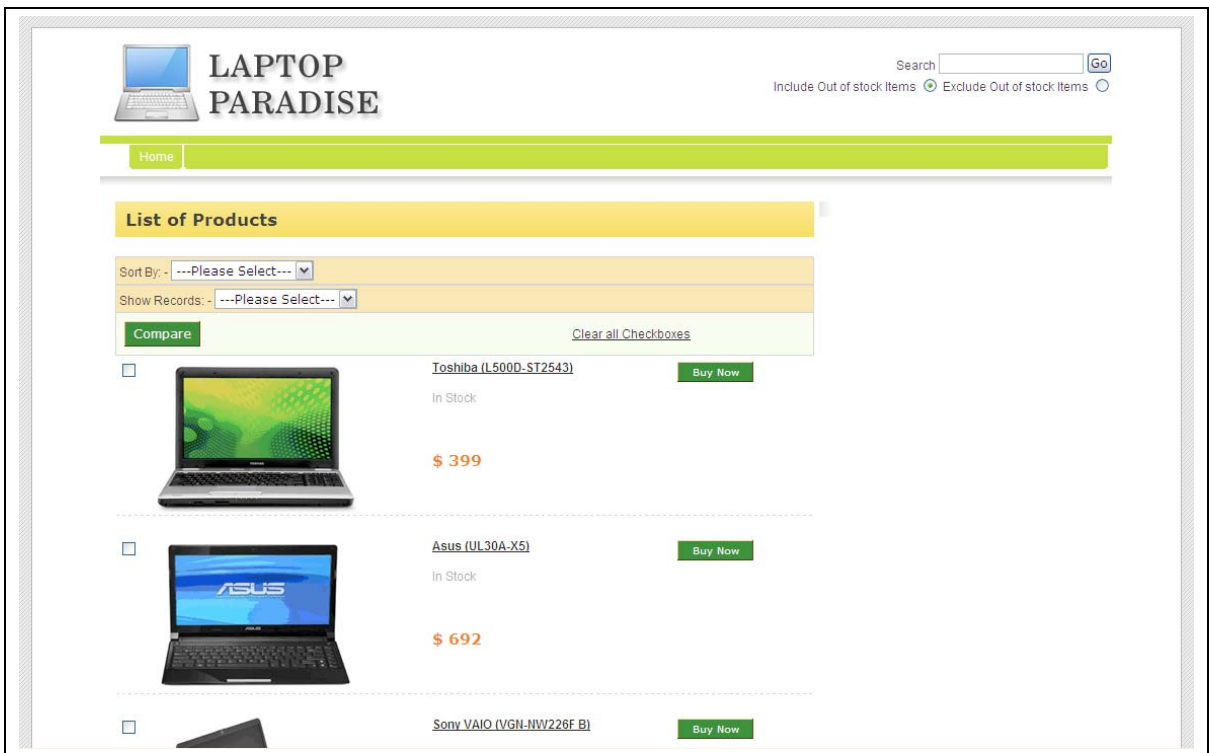 LAPTOP
PARADISE
Search Go
Include Out of stock Items Exclude Out of stock Items
Home
List of Products
Sort By: - ---Please Select---
Show Records: - ---Please Select---
Compare Clear all Checkboxes
Toshiba (L500D-ST2543) Buy Now
In Stock
$ 399
Asus (UL30A-X5) Buy Now
ASUS
In Stock
$ 692
Sony VAIO (VGN-NW226F B) Buy Now